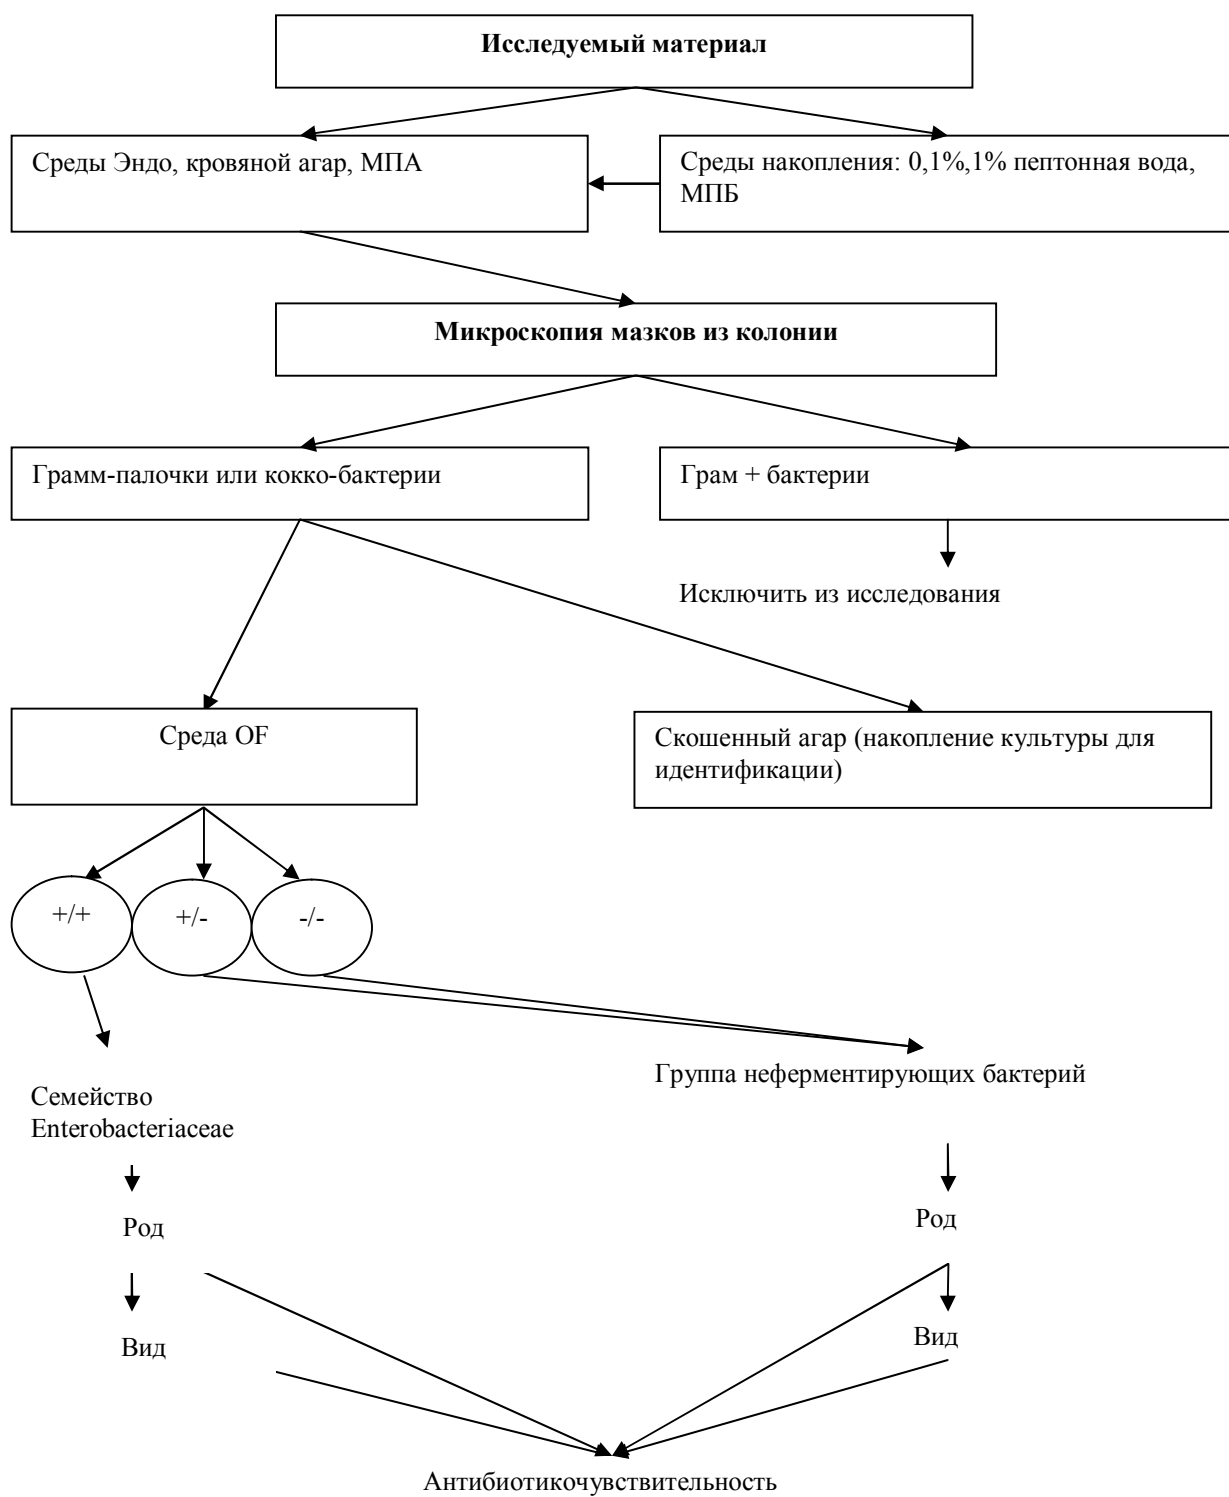 Исследуемый материал
Среды Эндо, кровяной агар, МПА
Среды накопления: 0,1%,1% пептонная вода,
МПБ
Микроскопия мазков из колонии
Грамм-палочки или кокко-бактерии
Грам + бактерии
Исключить из исследования
Среда OF
Скошенный агар (накопление культуры для
идентификации)
+/+
+/-
-/-
Группа неферментирующих бактерий
Семейство
Enterobacteriaceae
Род
Род
Вид
Вид
Антибиотикочувствительность